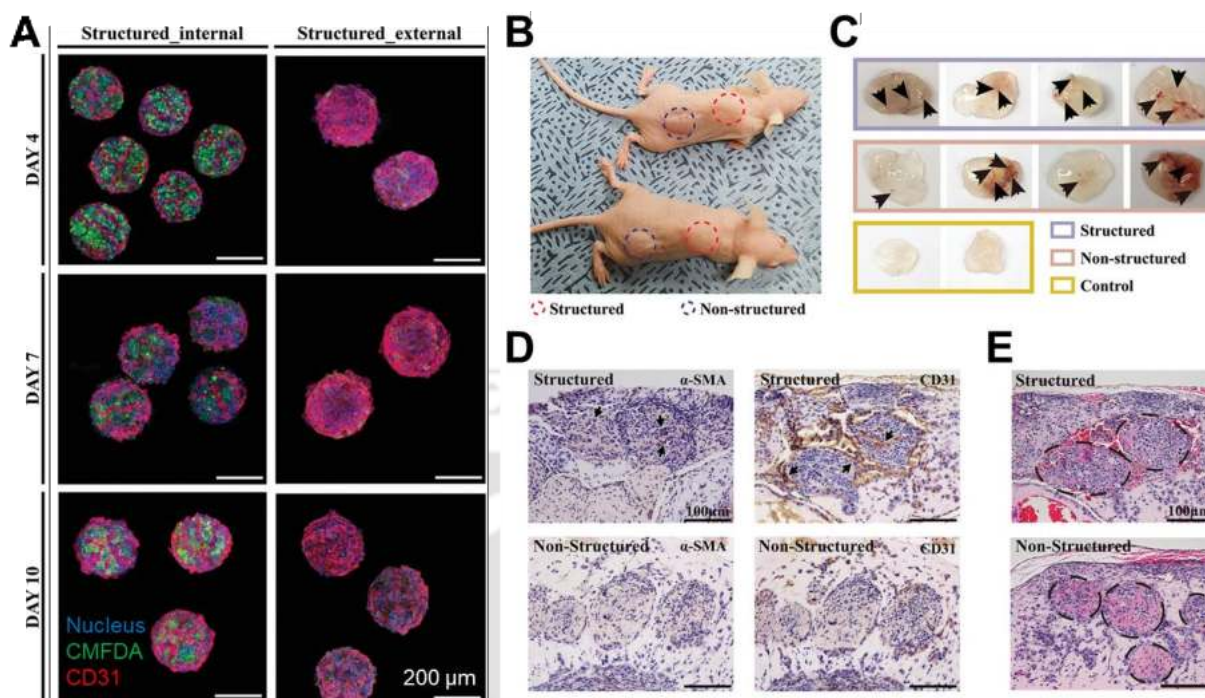 A
Structured_internal
Structured_external
DAY 4
DAY 7
DAY 10
Nucleus
CMFDA
CD31
200 μm
B
Structured
Non-structured
C
Structured
Non-structured
Control
D
Structured
α-SMA
100μm
Structured
CD31
Non-Structured
α-SMA
Non-Structured
CD31
E
Structured
100μm
Non-Structured